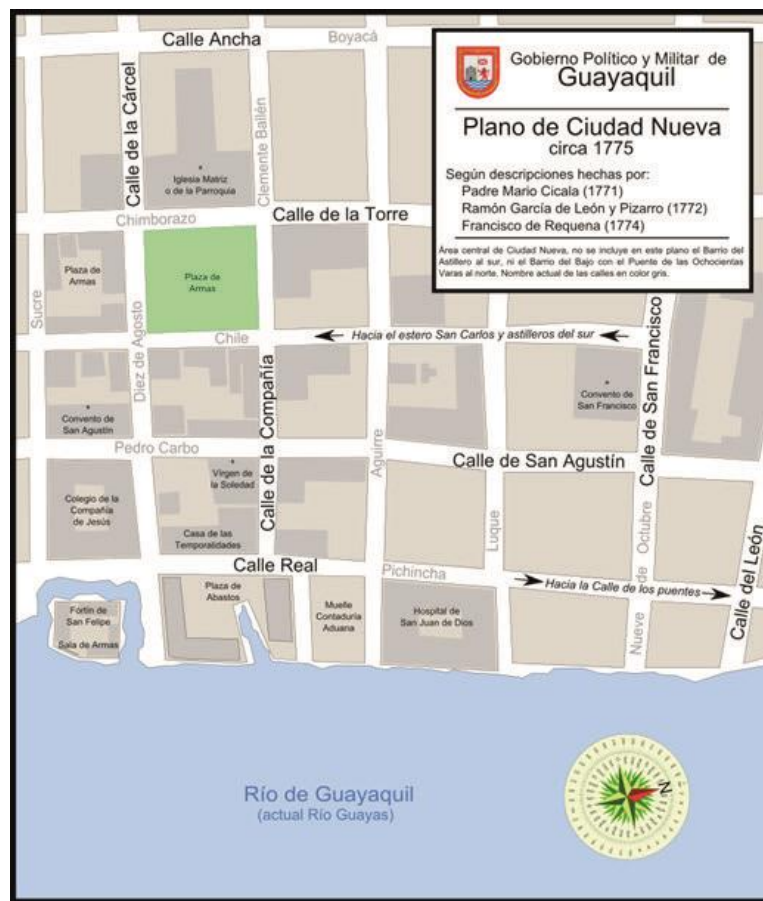 Gobierno Político y Militar de
Guayaquil
Plano de Ciudad Nueva
circa 1775
Según descripciones hechas por:
Padre Mario Cicala (1771)
Ramón García de León y Pizarro (1772)
Francisco de Requena (1774)
Área central de Ciudad Nueva, no se incluye en este plano el Barrio del
Astillero al sur, ni el Barrio del Bajo con el Puente de las Ochocientas
Varas al norte. Nombre actual de las calles en color gris.
Calle Ancha
Boyacá
Calle de la Cárcel
Clemente Ballén
Iglesia Matriz
o de la Parroquia
Chimborazo
Calle de la Torre
Plaza de
Armas
Plaza de
Armas
Sucre
Diez de Agosto
Chile
Hacia el estero San Carlos y astilleros del sur
Calle de San Francisco
Convento de
San Agustín
Calle de la Compañía
Convento de
San Francisco
Pedro Carbo
Aguirre
Calle de San Agustín
Virgen de
la Soledad
Colegio de la
Compañía
de Jesús
Casa de las
Temporalidades
Luque
Nueve de Octubre
Calle del León
Calle Real
Pichincha
Hacia la Calle de los puentes
Plaza de
Abastos
Fortín de
San Felipe
Sala de Armas
Muelle
Contaduría
Aduana
Hospital de
San Juan de Dios
Río de Guayaquil
(actual Río Guayas)
N